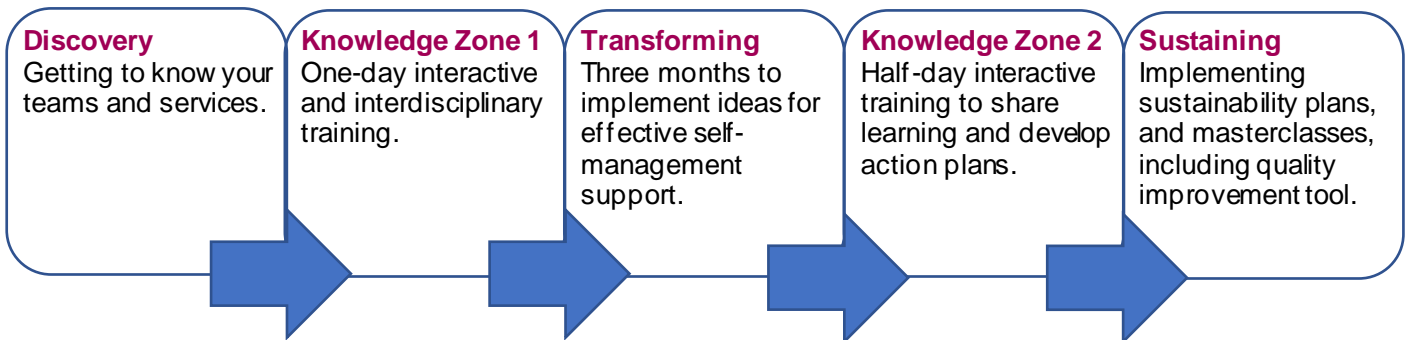 Discovery
Getting to know your
teams and services.
Knowledge Zone 1
One-day interactive
and interdisciplinary
training.
Transforming
Three months to
implement ideas for
effective self-
management
support.
Knowledge Zone 2
Half-day interactive
training to share
learning and develop
action plans.
Sustaining
Implementing
sustainability plans,
and masterclasses,
including quality
improvement tool.